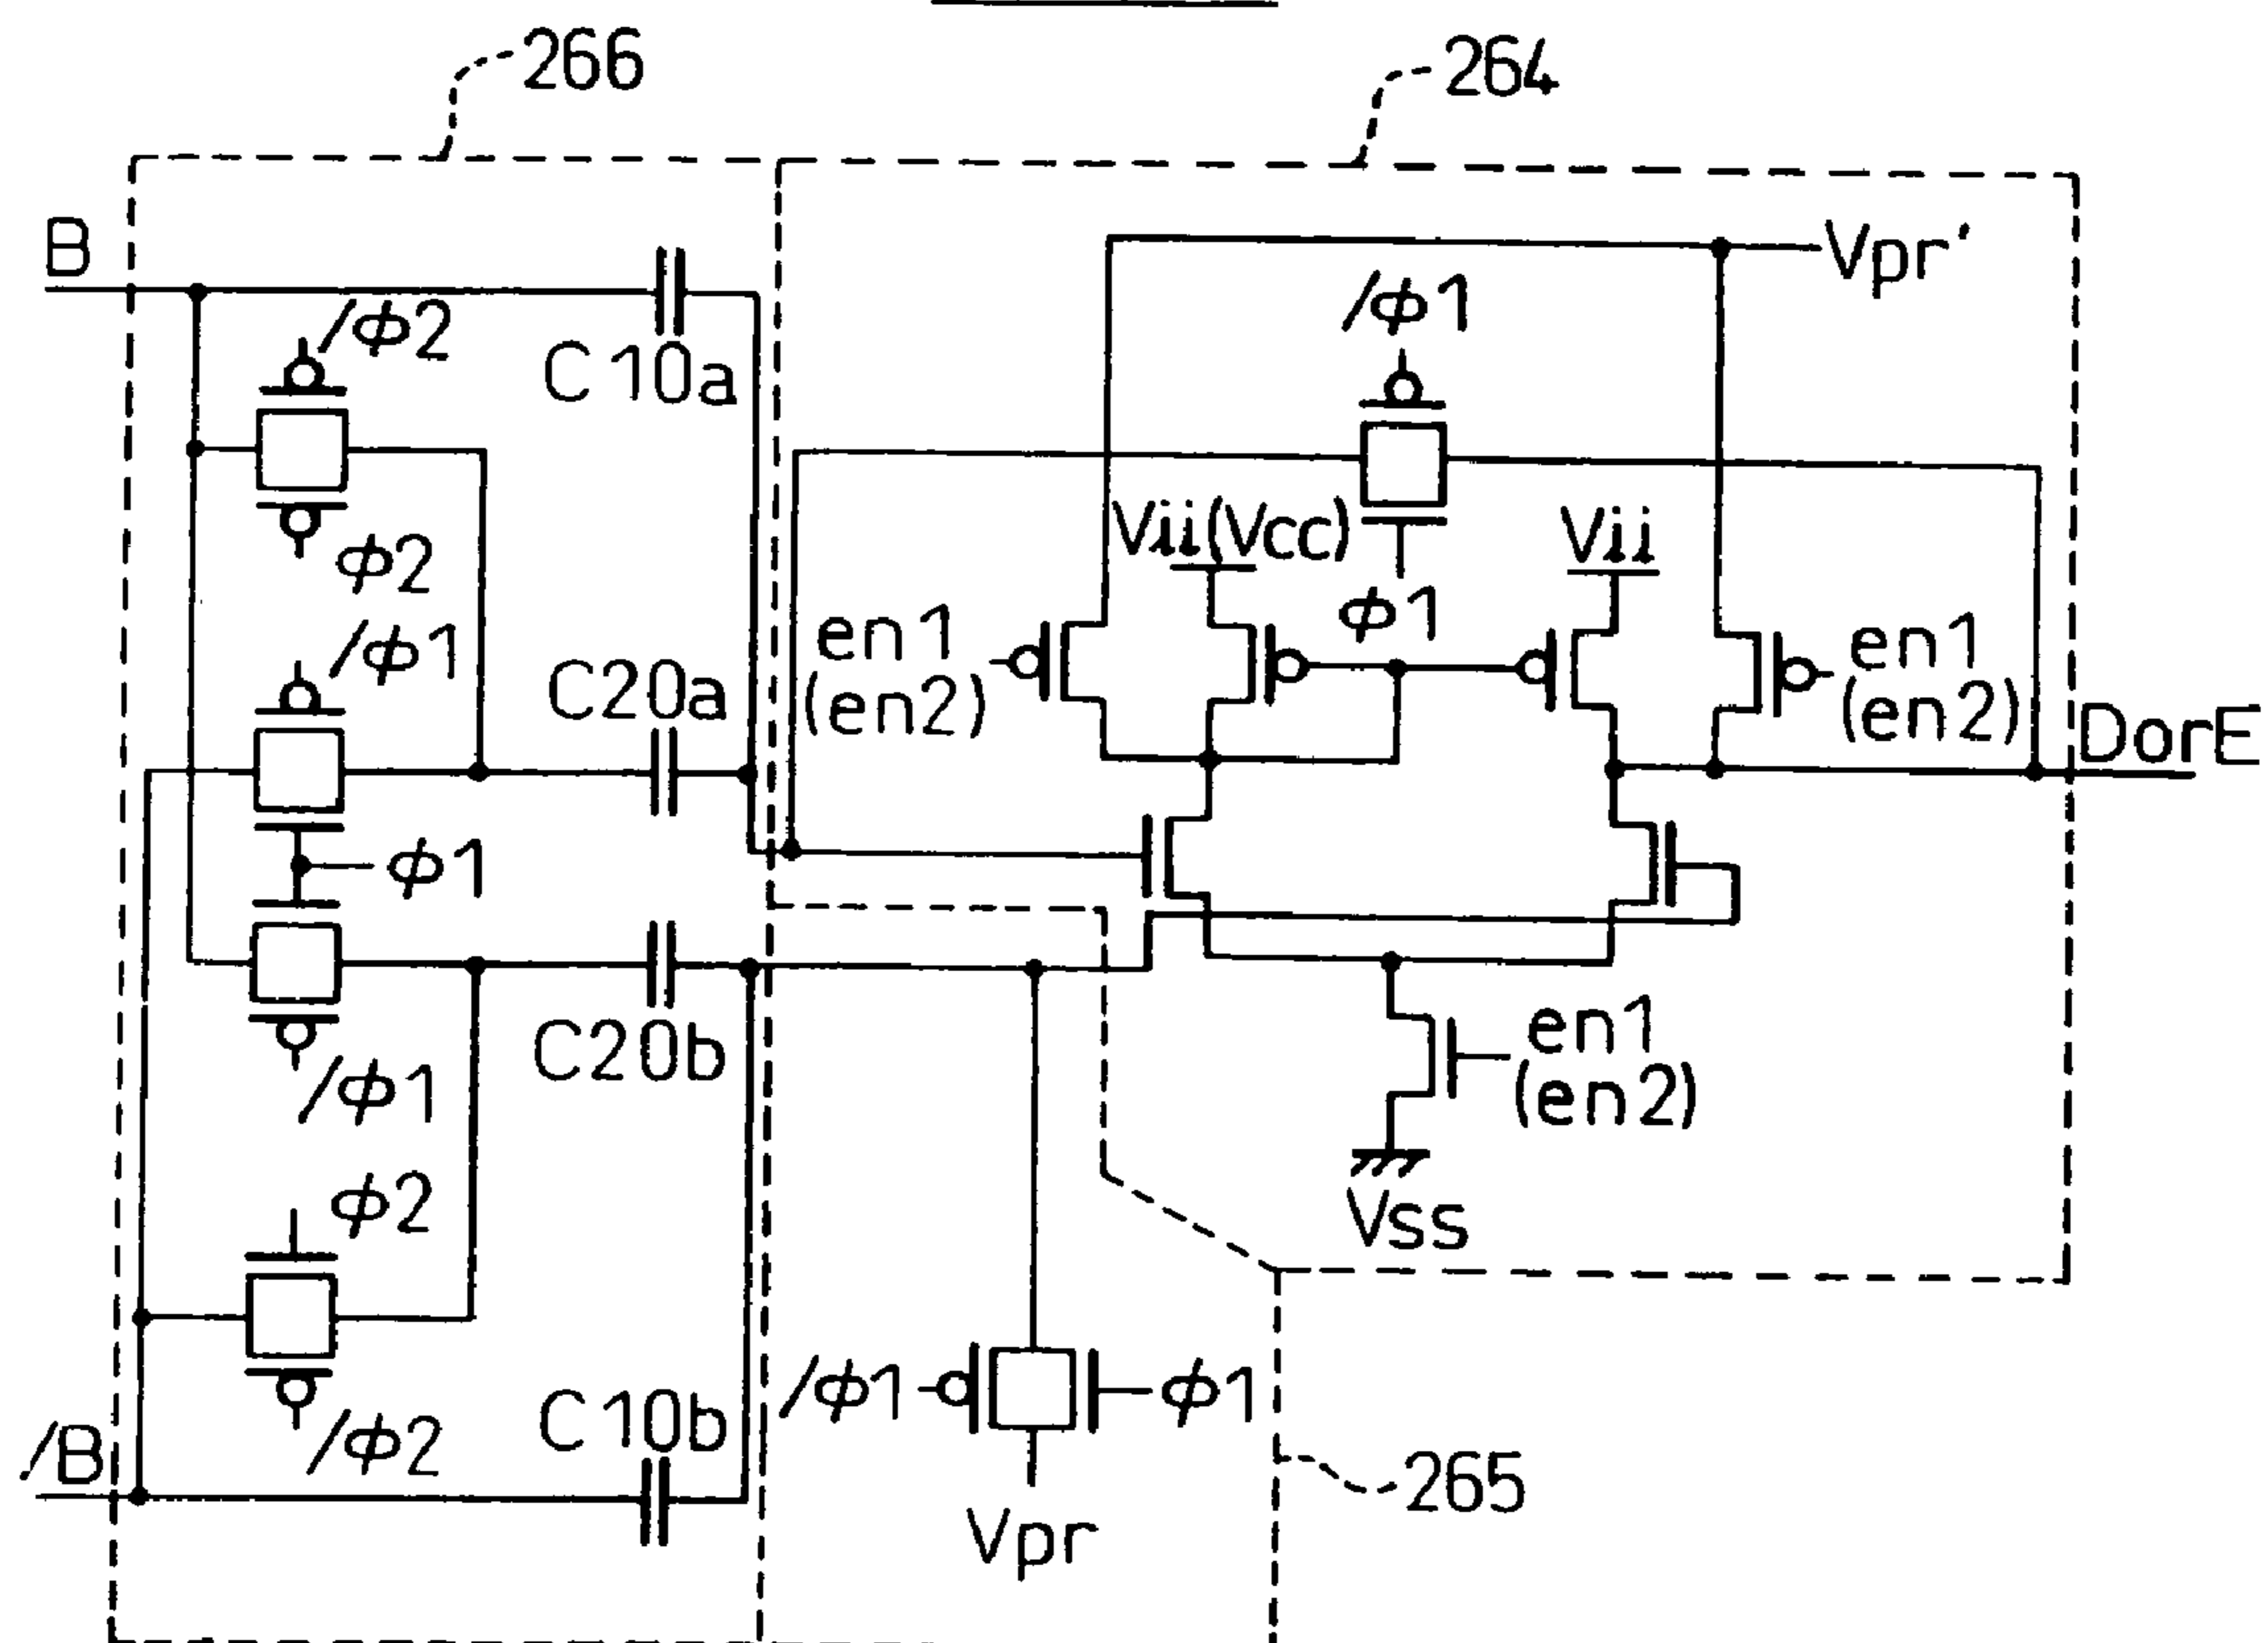 266
264
B
Vpr'
/ϕ2
/ϕ1
C10a
Vii(Vcc)
Vii
ϕ2
ϕ1
/ϕ1
en1
(en2)
en1
(en2)
C20a
DorE
ϕ1
C20b
en1
(en2)
/ϕ1
ϕ2
Vss
/ϕ1
ϕ1
C10b
/B
/ϕ2
265
Vpr